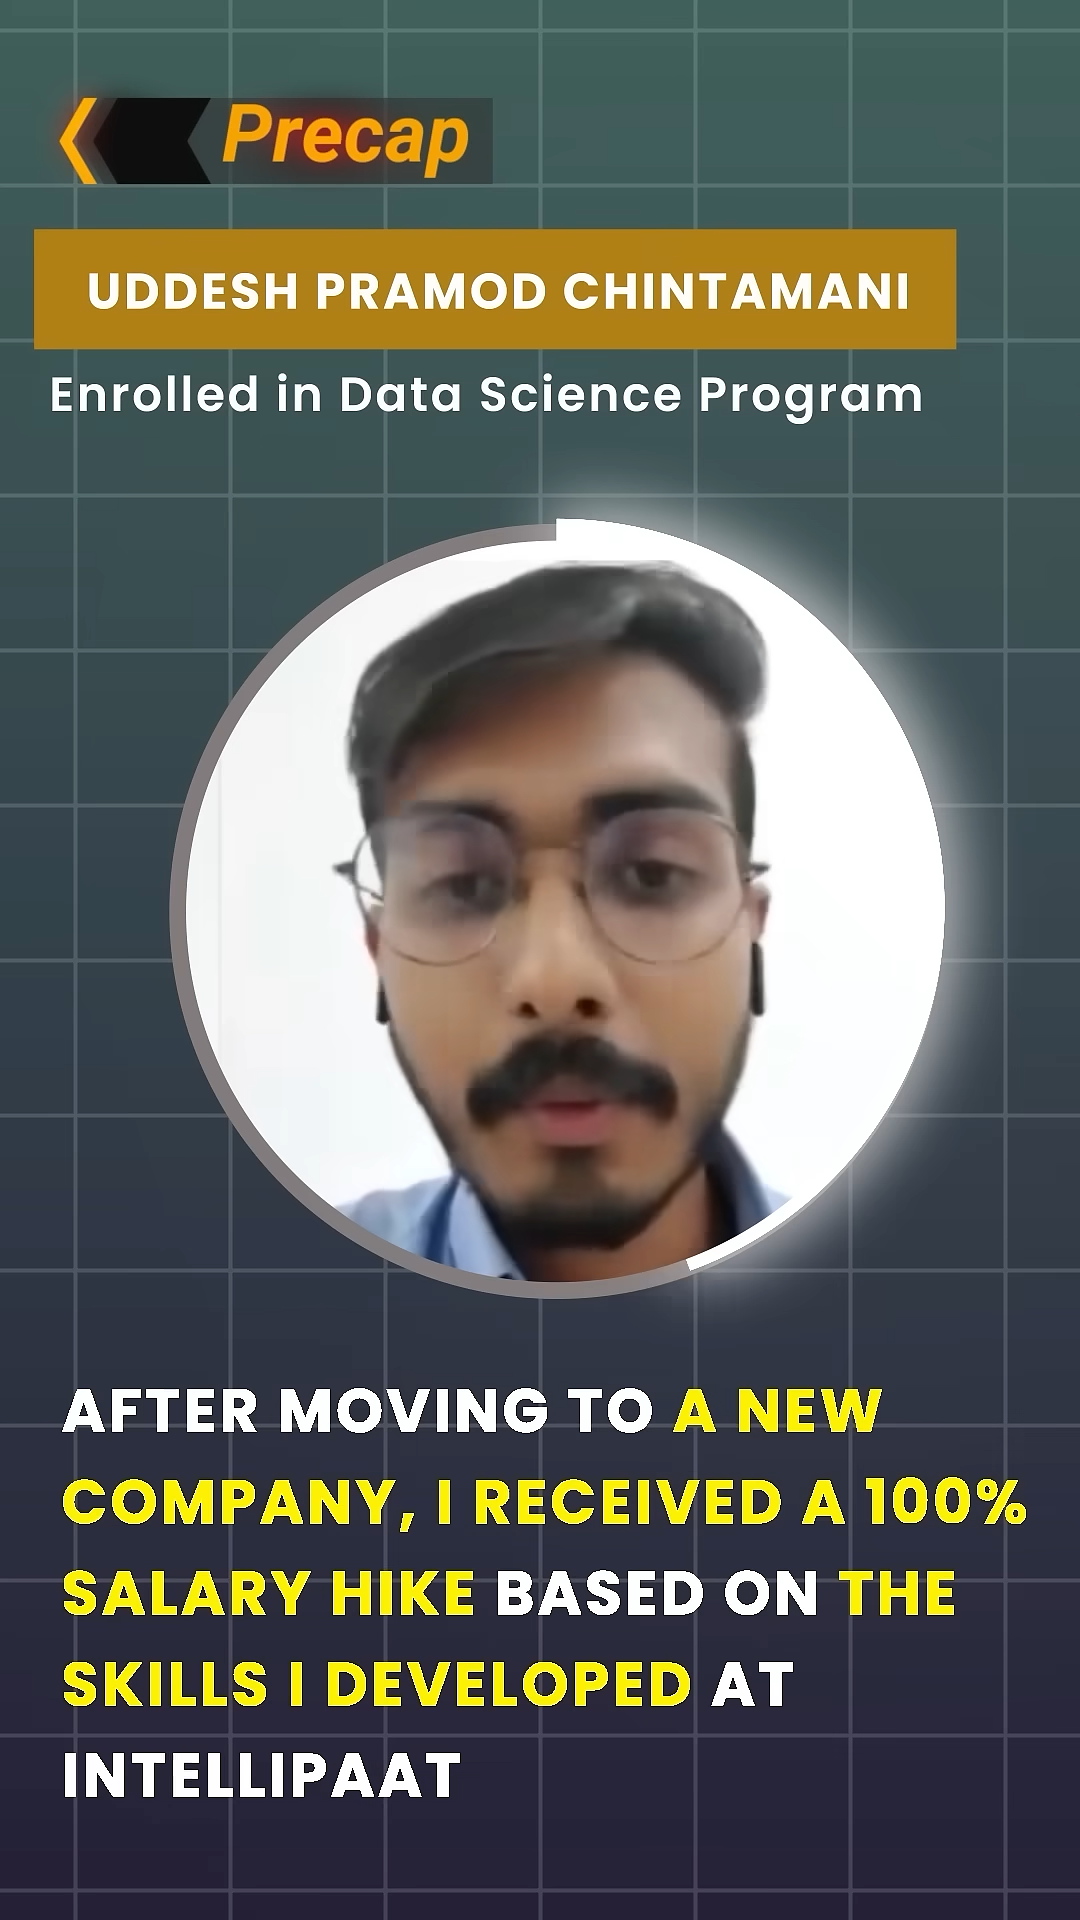 Precap
UDDESH PRAMOD CHINTAMANI
Enrolled in Data Science Program
AFTER MOVING TO A NEW
COMPANY, I RECEIVED A 100%
SALARY HIKE BASED ON THE
SKILLS I DEVELOPED AT
INTELLIPAAT